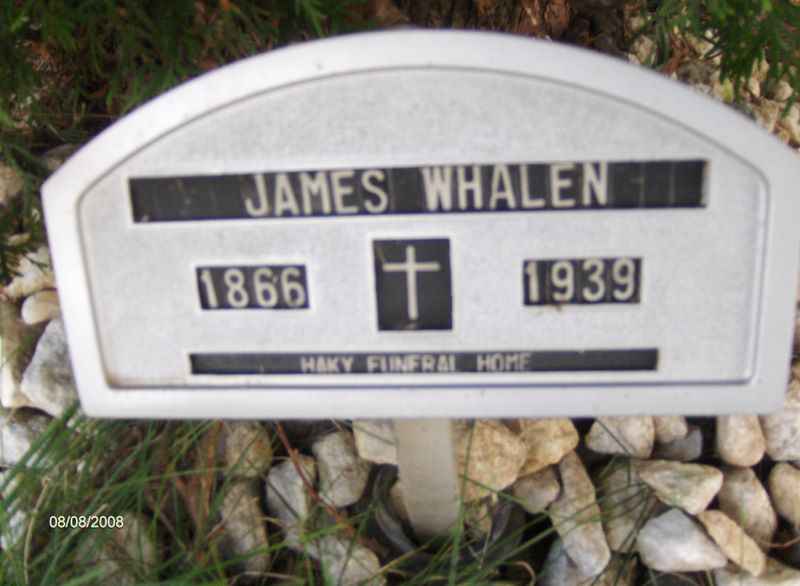 JAMES WHALEN
1866 1939
HAKY FUNERAL HOME
08/08/2008